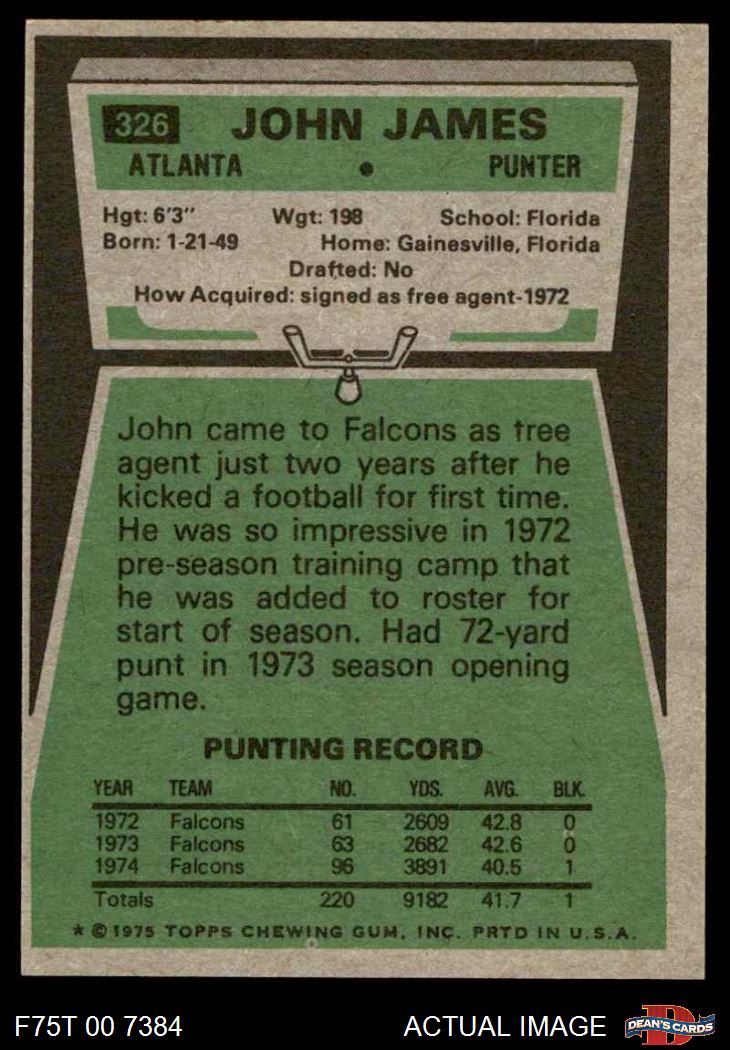 326 JOHN JAMES
ATLANTA • PUNTER
Hgt: 6'3" Wgt: 198 School: Florida
Born: 1-21-49 Home: Gainesville, Florida
Drafted: No
How Acquired: signed as free agent-1972
John came to Falcons as free
agent just two years after he
kicked a football for first time.
He was so impressive in 1972
pre-season training camp that
he was added to roster for
start of season. Had 72-yard
punt in 1973 season opening
game.
PUNTING RECORD
YEAR TEAM NO. YDS. AVG. BLK.
1972 Falcons 61 2609 42.8 0
1973 Falcons 63 2682 42.6 0
1974 Falcons 96 3891 40.5 1
Totals 220 9182 41.7 1
* © 1975 TOPPS CHEWING GUM, INC. PRTD IN U.S.A.
F75T 00 7384 ACTUAL IMAGE D DEAN'S CARDS
.COM